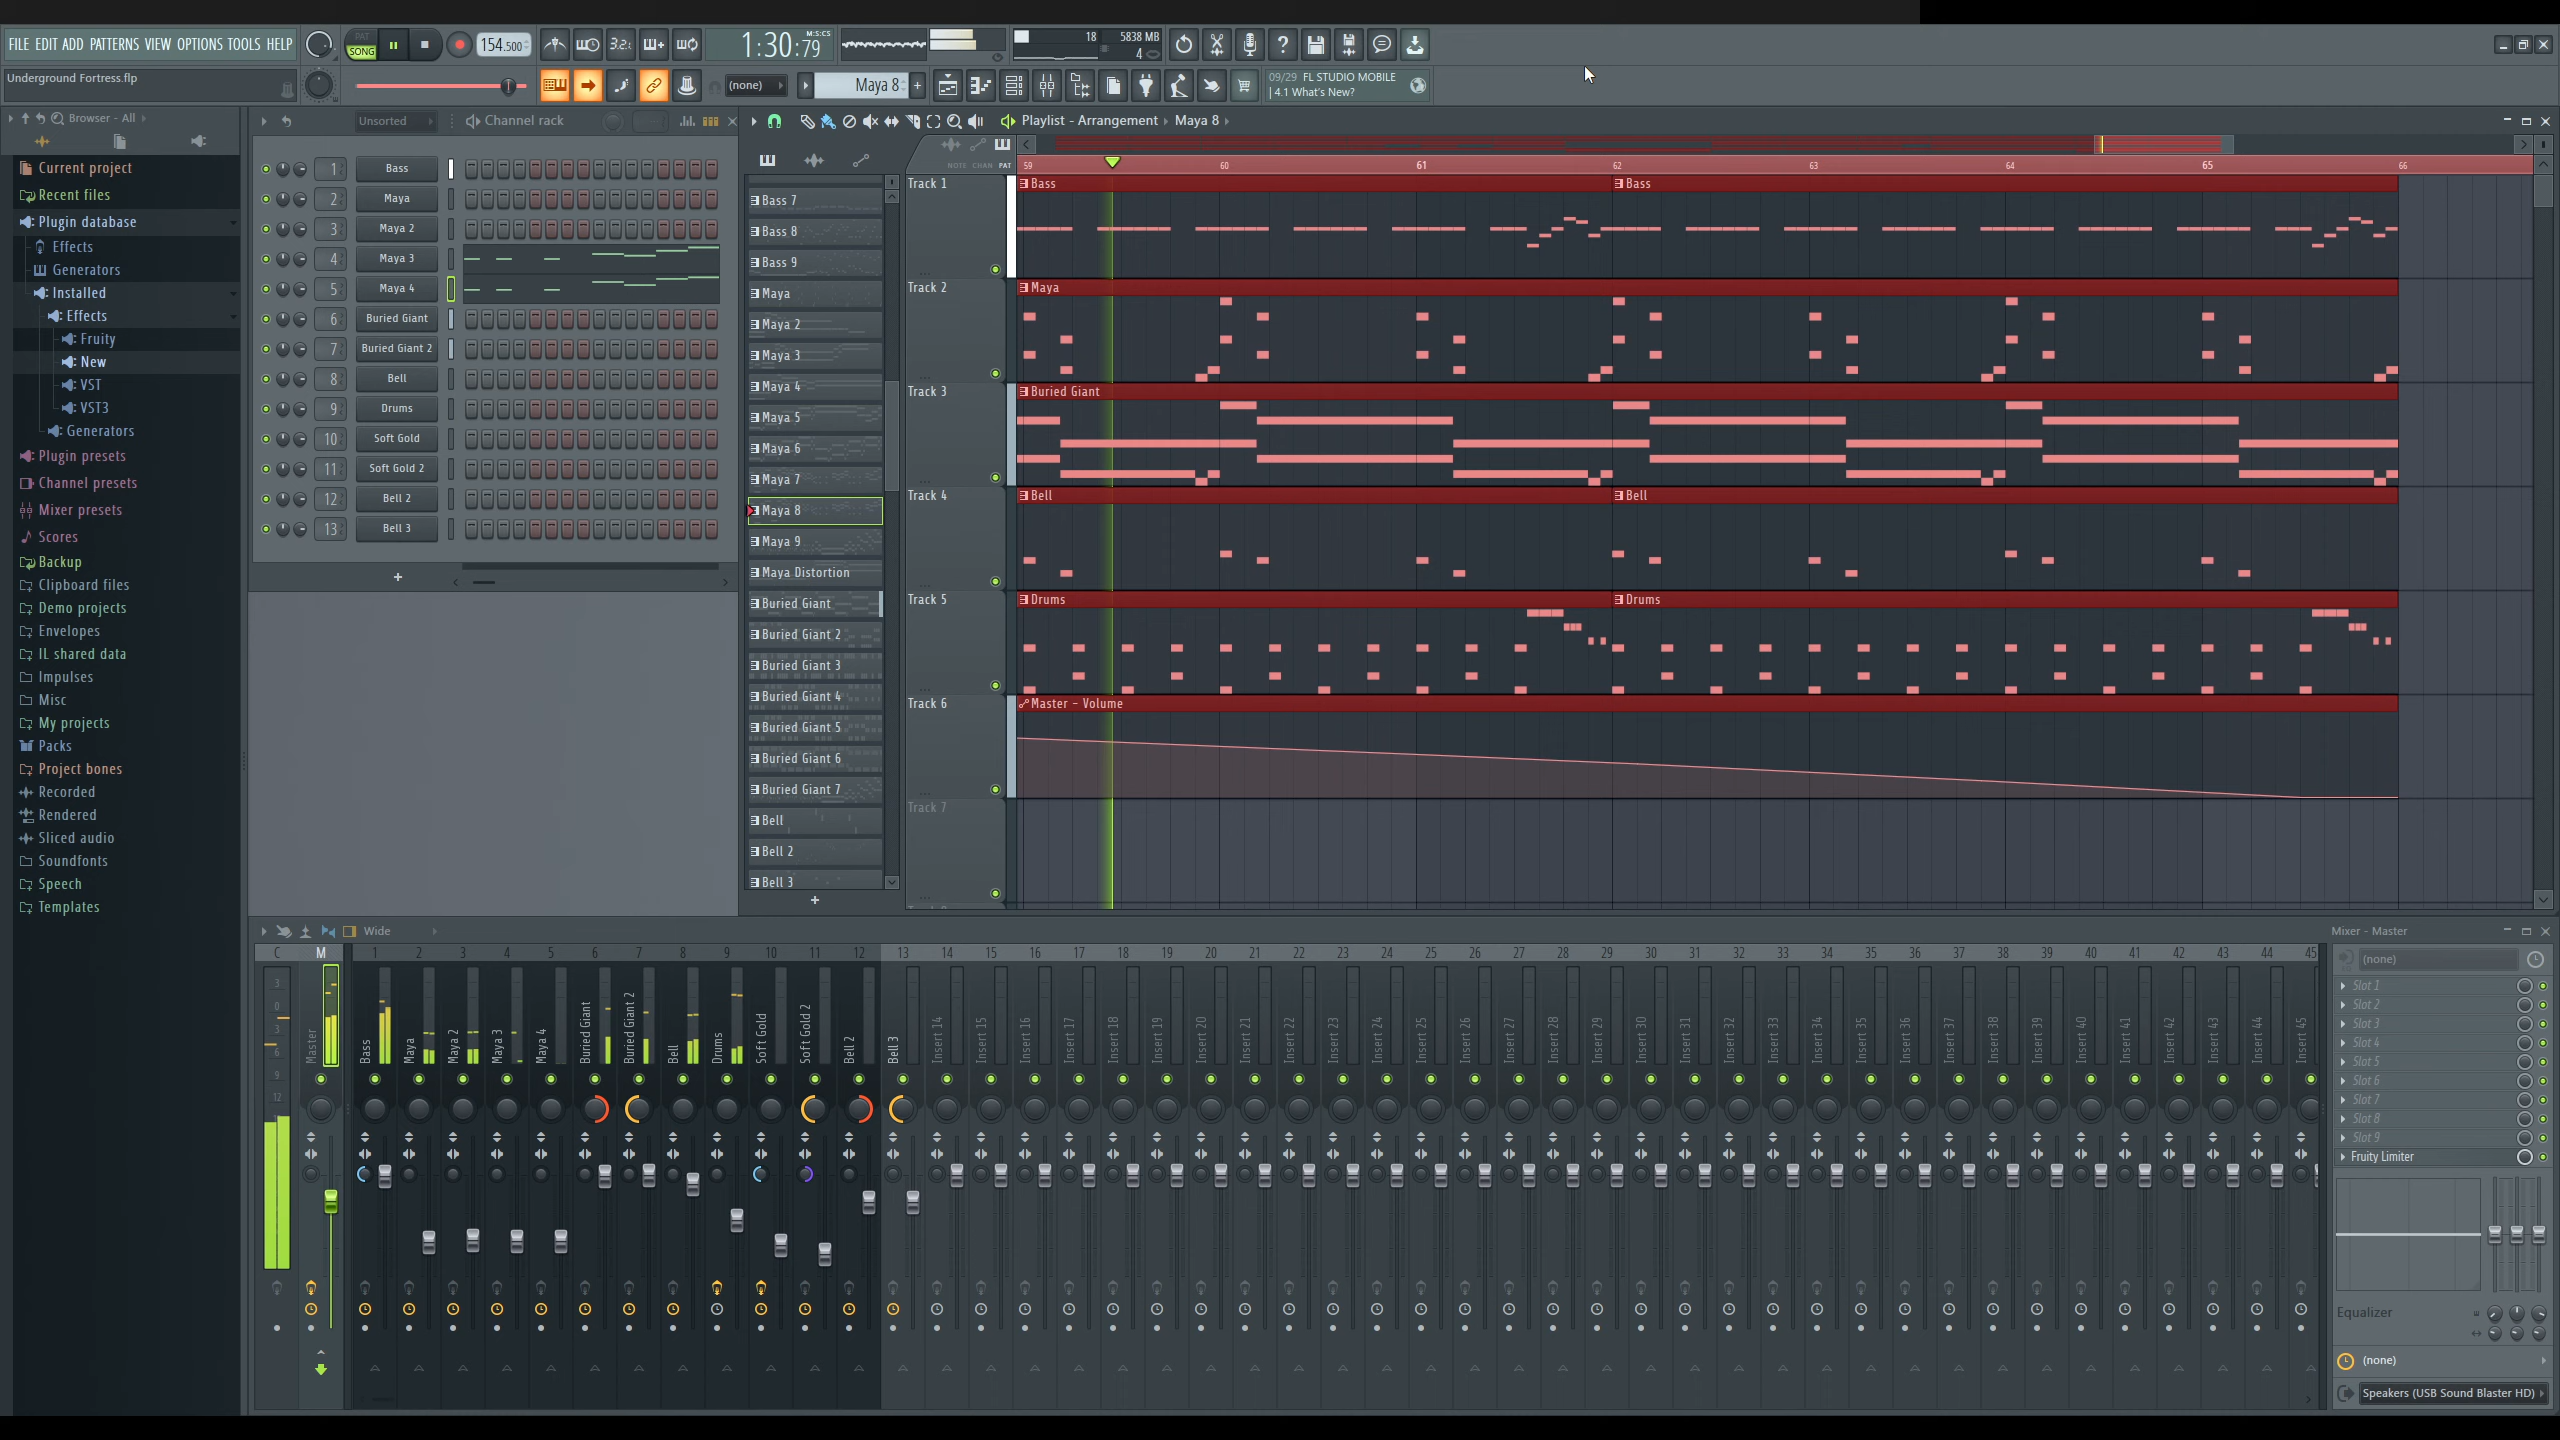 FILE EDIT ADD PATTERNS VIEW OPTIONS TOOLS HELP
PAT
SONG
154.500
3.2.
1:30:79
M:S:CS
18
5838 MB
4
Underground Fortress.flp
(none)
Maya 8
09/29 FL STUDIO MOBILE
| 4.1 What's New?
Browser - All
Current project
Recent files
Plugin database
Effects
Generators
Installed
Effects
Fruity
New
VST
VST3
Generators
Plugin presets
Channel presets
Mixer presets
Scores
Backup
Clipboard files
Demo projects
Envelopes
IL shared data
Impulses
Misc
My projects
Packs
Project bones
Recorded
Rendered
Sliced audio
Soundfonts
Speech
Templates
Unsorted
Channel rack
1 Bass
2 Maya
3 Maya 2
4 Maya 3
5 Maya 4
6 Buried Giant
7 Buried Giant 2
8 Bell
9 Drums
10 Soft Gold
11 Soft Gold 2
12 Bell 2
13 Bell 3
Bass 7
Bass 8
Bass 9
Maya
Maya 2
Maya 3
Maya 4
Maya 5
Maya 6
Maya 7
Maya 8
Maya 9
Maya Distortion
Buried Giant
Buried Giant 2
Buried Giant 3
Buried Giant 4
Buried Giant 5
Buried Giant 6
Buried Giant 7
Bell
Bell 2
Bell 3
Playlist - Arrangement Maya 8
NOTE CHAN PAT
59 60 61 62 63 64 65 66
Track 1
Bass Bass
Track 2
Maya
Track 3
Buried Giant
Track 4
Bell Bell
Track 5
Drums Drums
Track 6
Master - Volume
Track 7
Wide
C M 1 2 3 4 5 6 7 8 9 10 11 12 13 14 15 16 17 18 19 20 21 22 23 24 25 26 27 28 29 30 31 32 33 34 35 36 37 38 39 40 41 42 43 44 45
3
0
3
6
9
12
Master
Bass
Maya
Maya 2
Maya 3
Maya 4
Buried Giant
Buried Giant 2
Bell
Drums
Soft Gold
Soft Gold 2
Bell 2
Bell 3
Insert 14
Insert 15
Insert 16
Insert 17
Insert 18
Insert 19
Insert 20
Insert 21
Insert 22
Insert 23
Insert 24
Insert 25
Insert 26
Insert 27
Insert 28
Insert 29
Insert 30
Insert 31
Insert 32
Insert 33
Insert 34
Insert 35
Insert 36
Insert 37
Insert 38
Insert 39
Insert 40
Insert 41
Insert 42
Insert 43
Insert 44
Insert 45
Mixer - Master
(none)
Slot 1
Slot 2
Slot 3
Slot 4
Slot 5
Slot 6
Slot 7
Slot 8
Slot 9
Fruity Limiter
Equalizer
(none)
Speakers (USB Sound Blaster HD)